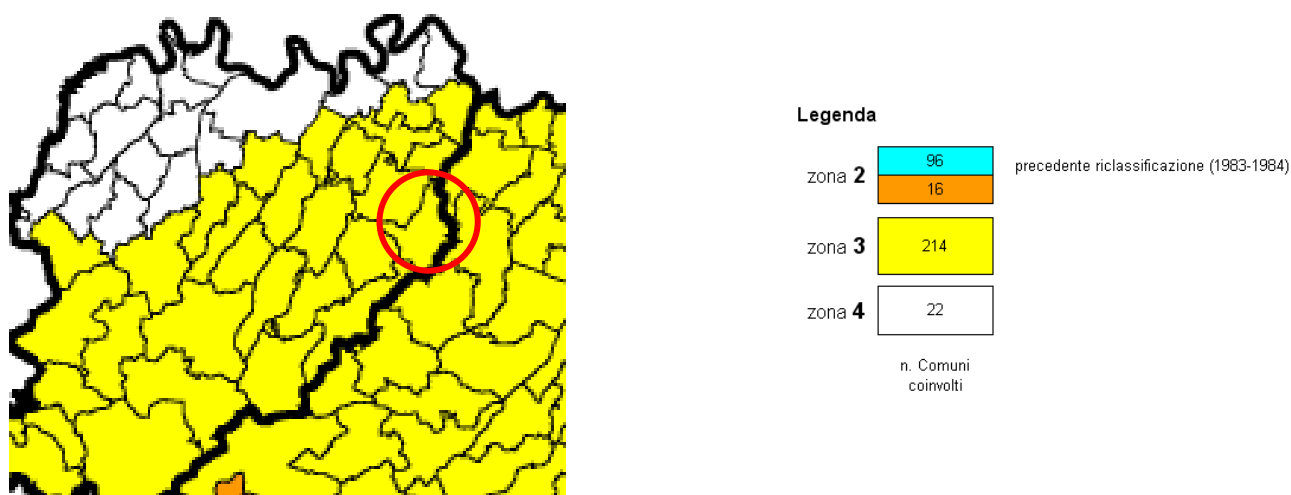 Legenda
zona 2
96
16
precedente riclassificazione (1983-1984)
zona 3
214
zona 4
22
n. Comuni
coinvolti